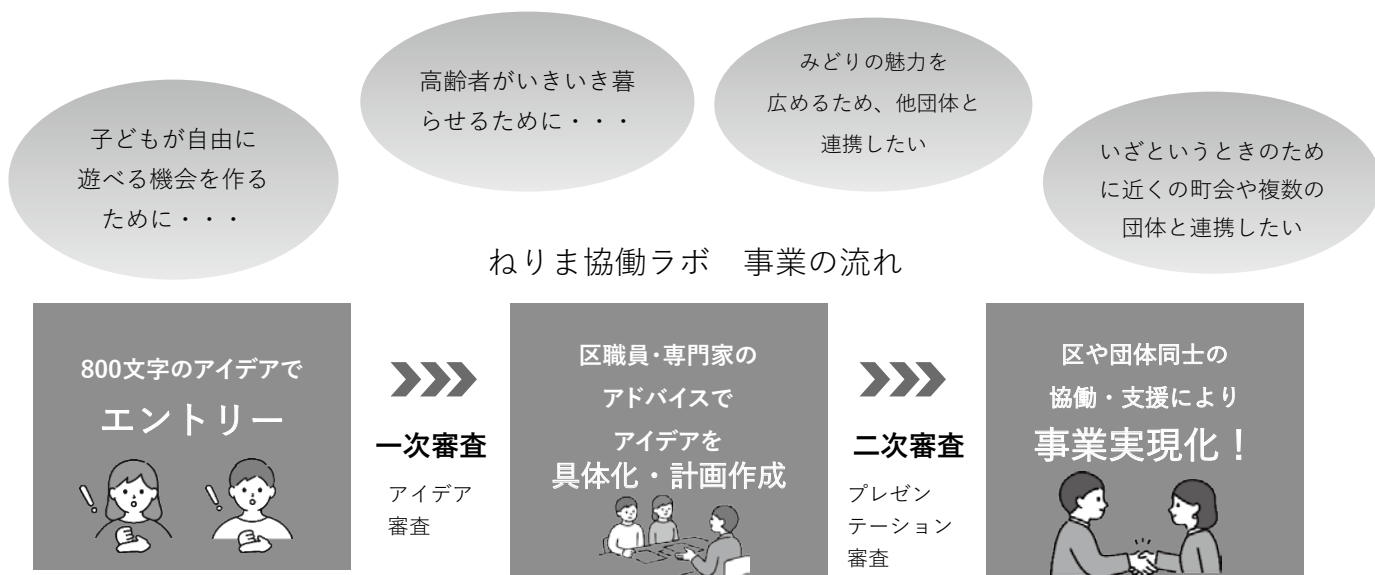 子どもが自由に
遊べる機会を作る
ために・・・
高齢者がいきいき暮
らせるために・・・
みどりの魅力を
広めるため、他団体と
連携したい
いざというときのため
に近くの町会や複数の
団体と連携したい
ねりま協働ラボ　事業の流れ
800文字のアイデアで
エントリー
一次審査
アイデア
審査
区職員・専門家の
アドバイスで
アイデアを
具体化・計画作成
二次審査
プレゼン
テーション
審査
区や団体同士の
協働・支援により
事業実現化！